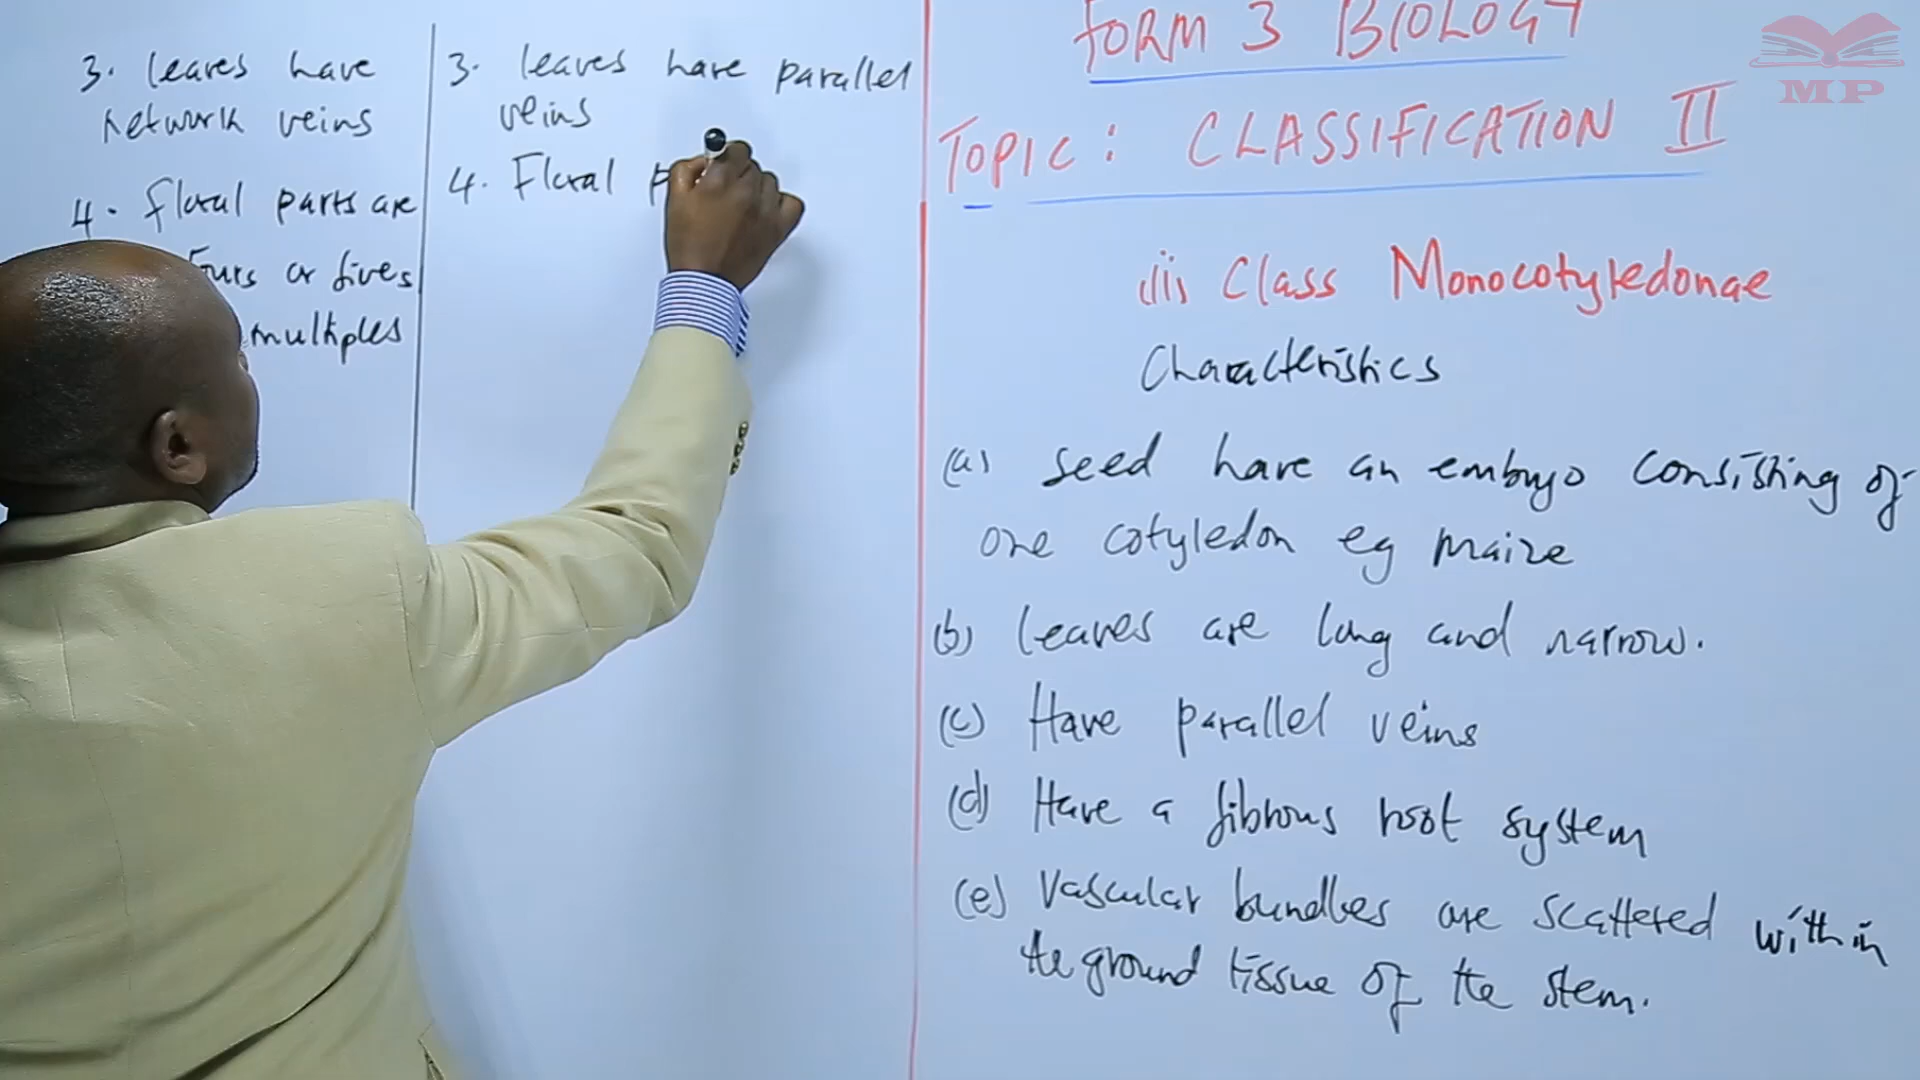 3. leaves have
network veins
4. floral parts are
Fours or fives
multiples
3. leaves have parallel
veins
4. Floral p
FORM 3 BIOLOGY
TOPIC: CLASSIFICATION II
(ii) Class Monocotyledonae
Characteristics
(a) seed have an embryo consisting of
one cotyledon eg maize
(b) leaves are long and narrow.
(c) Have parallel veins
(d) Have a fibrous root system
(e) Vascular bundles are scattered within
the ground tissue of the stem.
MP